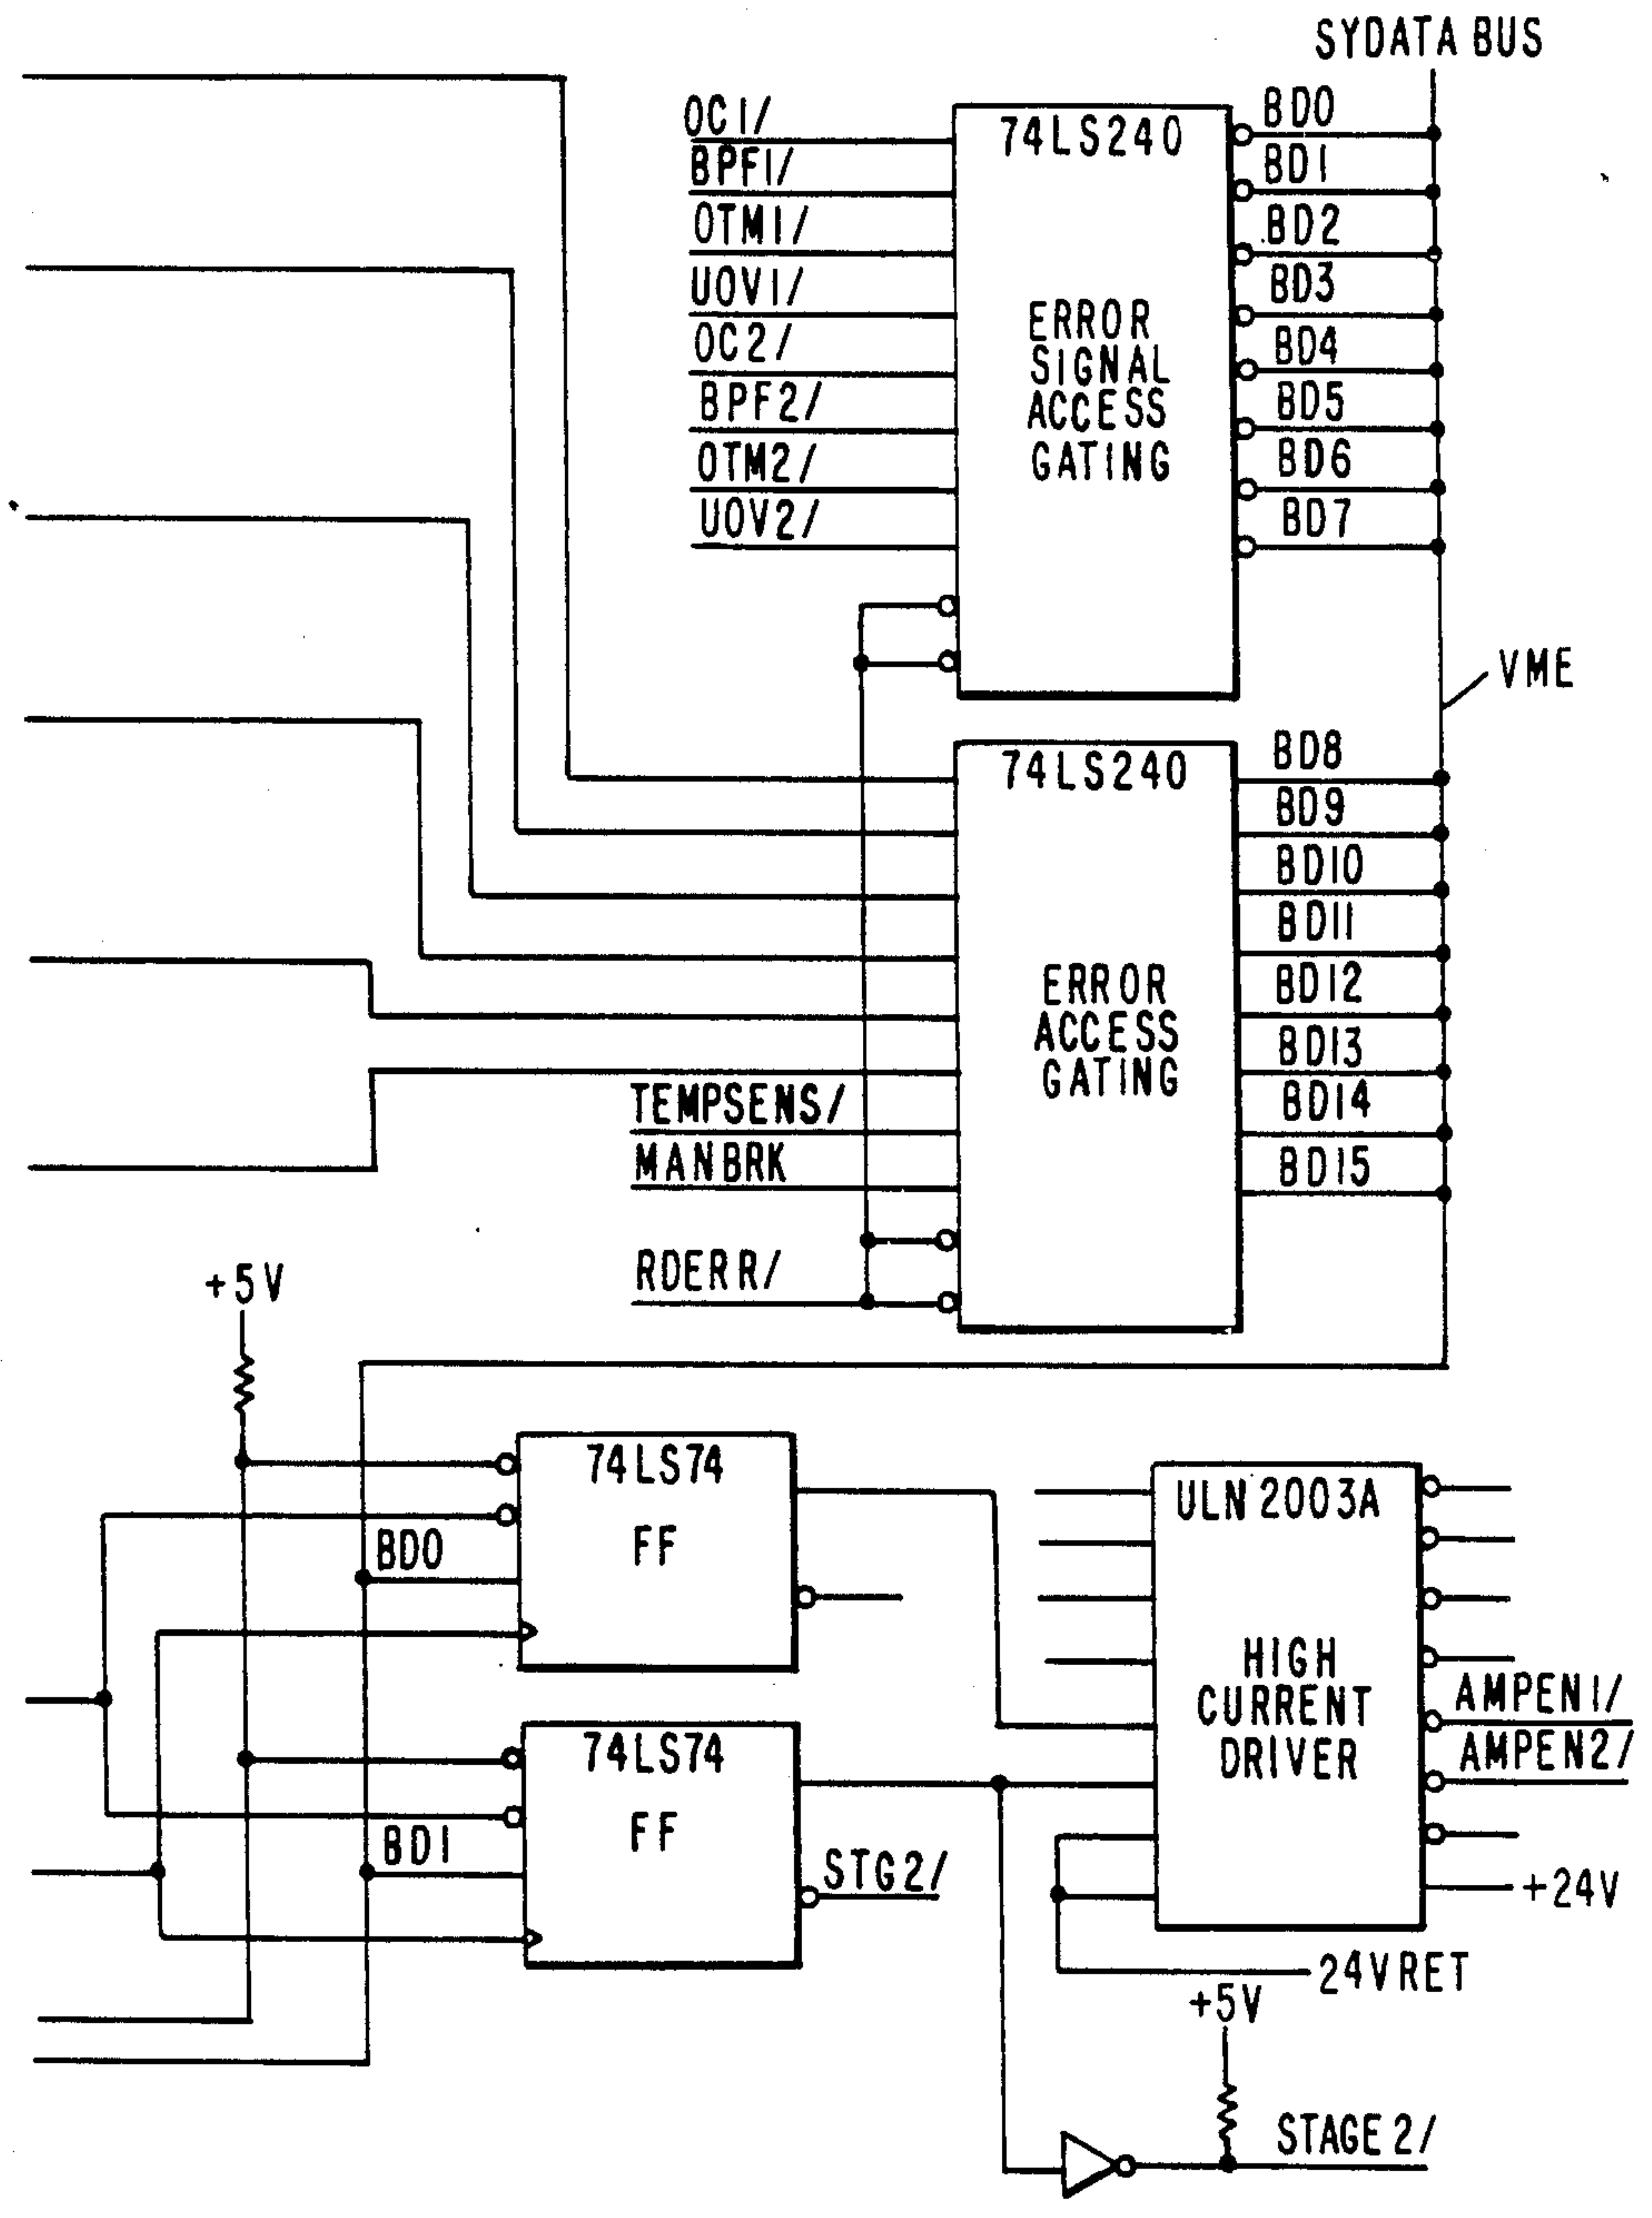 SYDATA BUS
OC1/
BPF1/
OTM1/
UOV1/
OC2/
BPF2/
OTM2/
UOV2/
74LS240
ERROR
SIGNAL
ACCESS
GATING
BD0
BD1
BD2
BD3
BD4
BD5
BD6
BD7
VME
74LS240
ERROR
ACCESS
GATING
BD8
BD9
BD10
BD11
BD12
BD13
BD14
BD15
TEMPSENS/
MANBRK
RDERR/
+5V
74LS74
FF
BD0
74LS74
FF
BD1
STG2/
ULN2003A
HIGH
CURRENT
DRIVER
AMPEN1/
AMPEN2/
+24V
24VRET
+5V
STAGE 2/